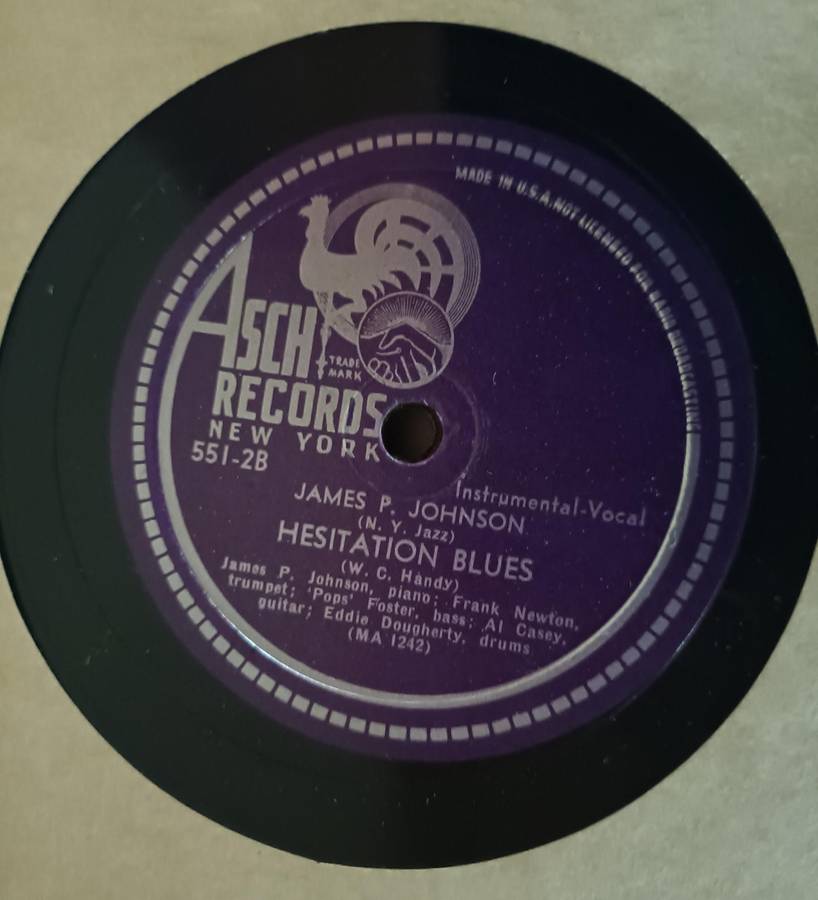 MADE IN U.S.A. NOT LICENSED FOR RADIO BROADCASTING
ASCH
TRADE
MARK
RECORDS
NEW YORK
551-2B
Instrumental-Vocal
JAMES P. JOHNSON
(N. Y. Jazz)
HESITATION BLUES
(W. C. Handy)
James P. Johnson, piano; Frank Newton,
trumpet; 'Pops' Foster, bass; Al Casey,
guitar; Eddie Dougherty, drums
(MA 1242)